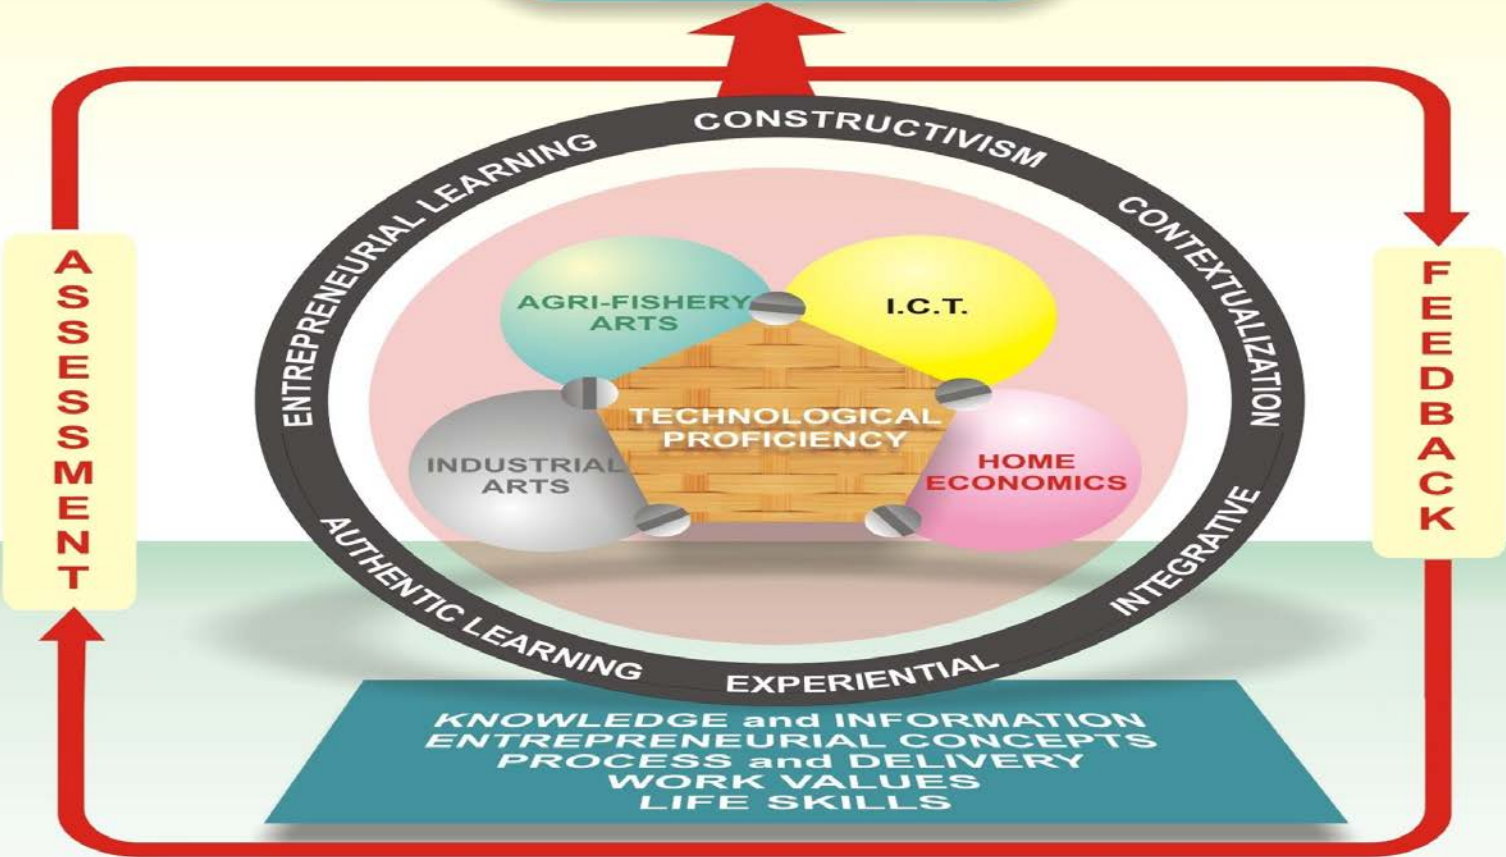 ENTREPRENEURIAL LEARNING
CONSTRUCTIVISM
CONTEXTUALIZATION
INTEGRATIVE
EXPERIENTIAL
AUTHENTIC LEARNING
ASSESSMENT
FEEDBACK
AGRI-FISHERY
ARTS
I.C.T.
TECHNOLOGICAL
PROFICIENCY
INDUSTRIAL
ARTS
HOME
ECONOMICS
KNOWLEDGE and INFORMATION
ENTREPRENEURIAL CONCEPTS
PROCESS and DELIVERY
WORK VALUES
LIFE SKILLS